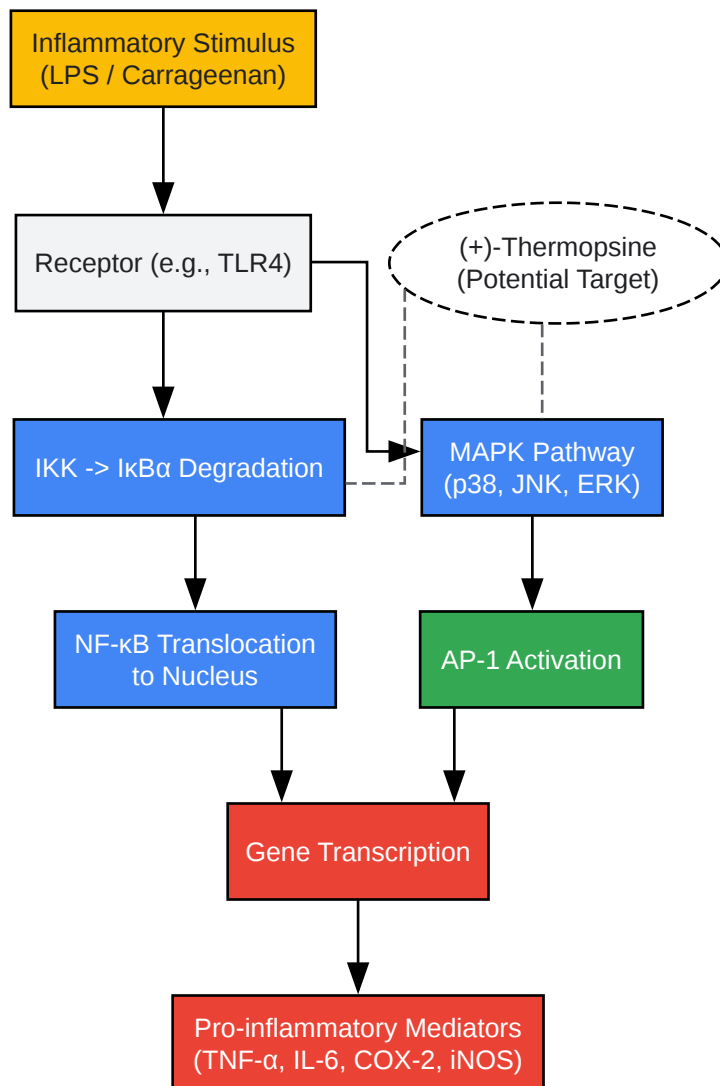 Inflammatory Stimulus
(LPS / Carrageenan)
Receptor (e.g., TLR4)
(+)-Thermopsine
(Potential Target)
IKK -> IκBα Degradation
MAPK Pathway
(p38, JNK, ERK)
NF-κB Translocation
to Nucleus
AP-1 Activation
Gene Transcription
Pro-inflammatory Mediators
(TNF-α, IL-6, COX-2, iNOS)